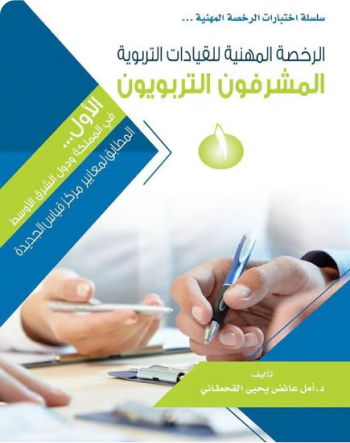 سلسلة اختبارات الرخصة المهنية ...
الرخصة المهنية للقيادات التربوية
المشرفون التربويون
الأول...
في المملكة ودول الشرق الأوسط
المطابق لمعايير مركز قياس الجديدة
تأليف
د. أمل عائض يحيى القحطاني